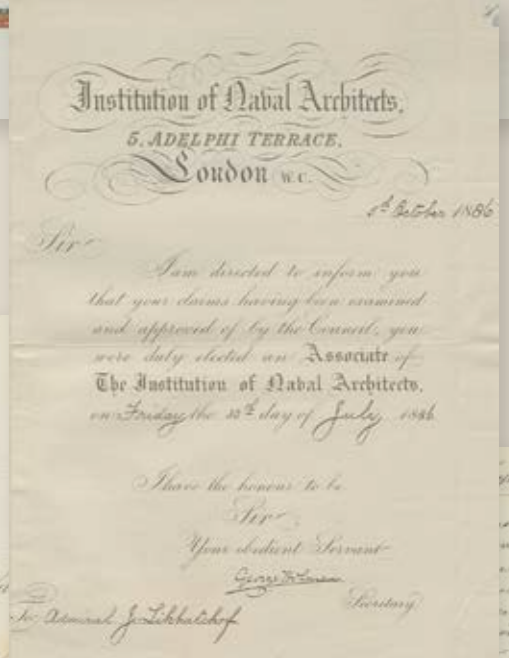 Institution of Naval Architects,
5, ADELPHI TERRACE,
London W.C.
October 1886
Sir
I am directed to inform you
that your claims having been examined
and approved of by the Council, you
were duly elected an Associate of
The Institution of Naval Architects,
on Friday the day of July 1886
I have the honour to be
Sir
Your obedient Servant
George
Secretary
To Admiral J. Likhatchof